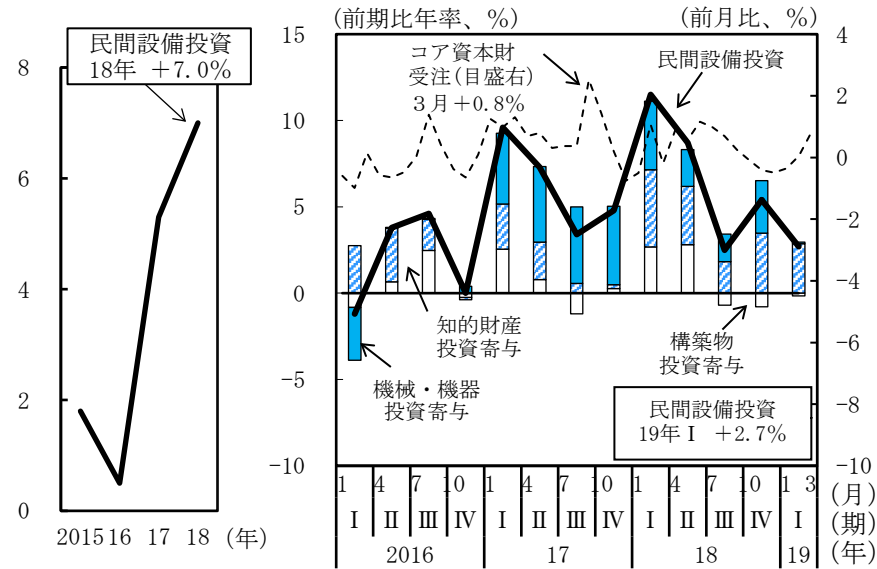 (前期比年率、%)
(前月比、%)
民間設備投資
18年 +7.0%
8
6
4
2
0
2015 16 17 18 (年)
15
10
5
0
−5
−10
4
2
0
−2
−4
−6
−8
−10
コア資本財
受注(目盛右)
3月+0.8%
民間設備投資
知的財産
投資寄与
機械・機器
投資寄与
構築物
投資寄与
民間設備投資
19年Ⅰ +2.7%
1 4 7 10 1 4 7 10 1 4 7 10 1 3 (月)
Ⅰ Ⅱ Ⅲ Ⅳ Ⅰ Ⅱ Ⅲ Ⅳ Ⅰ Ⅱ Ⅲ Ⅳ Ⅰ (期)
2016 17 18 19 (年)